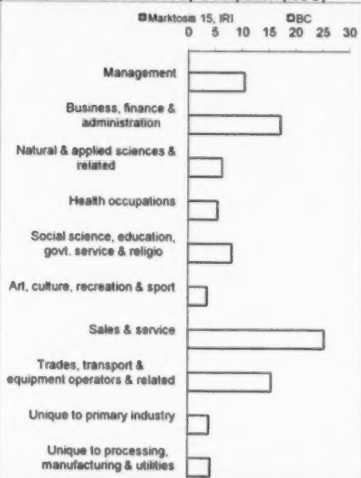 Marktosis 15, IRI BC
0 5 10 15 20 25 30
Management
Business, finance &
administration
Natural & applied sciences &
related
Health occupations
Social science, education,
govt. service & religio
Art, culture, recreation & sport
Sales & service
Trades, transport &
equipment operators & related
Unique to primary industry
Unique to processing,
manufacturing & utilities